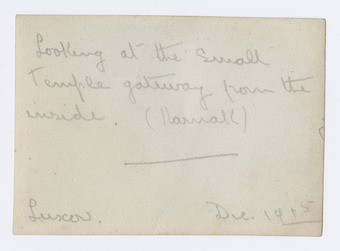 Looking at the Small
Temple gateway from the
inside. (Karnak)
Luxor. Dec. 1915